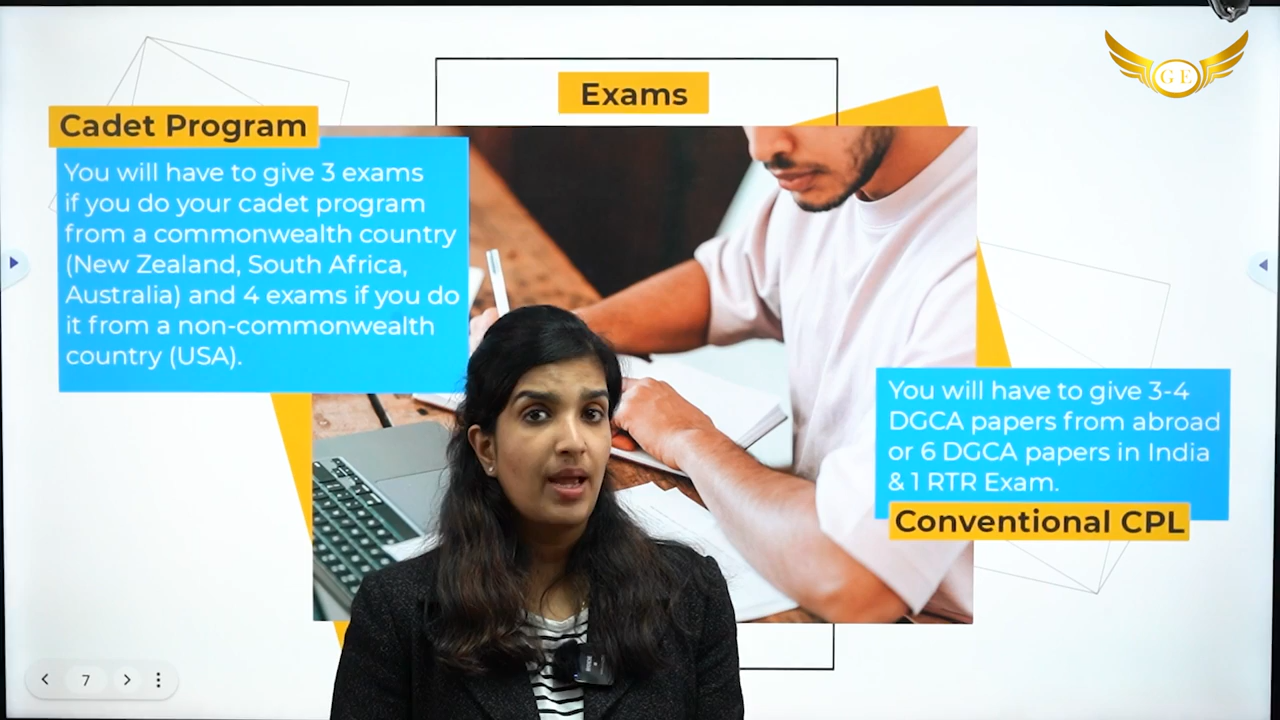 Exams
G E
Cadet Program
You will have to give 3 exams
if you do your cadet program
from a commonwealth country
(New Zealand, South Africa,
Australia) and 4 exams if you do
it from a non-commonwealth
country (USA).
You will have to give 3-4
DGCA papers from abroad
or 6 DGCA papers in India
& 1 RTR Exam.
Conventional CPL
7